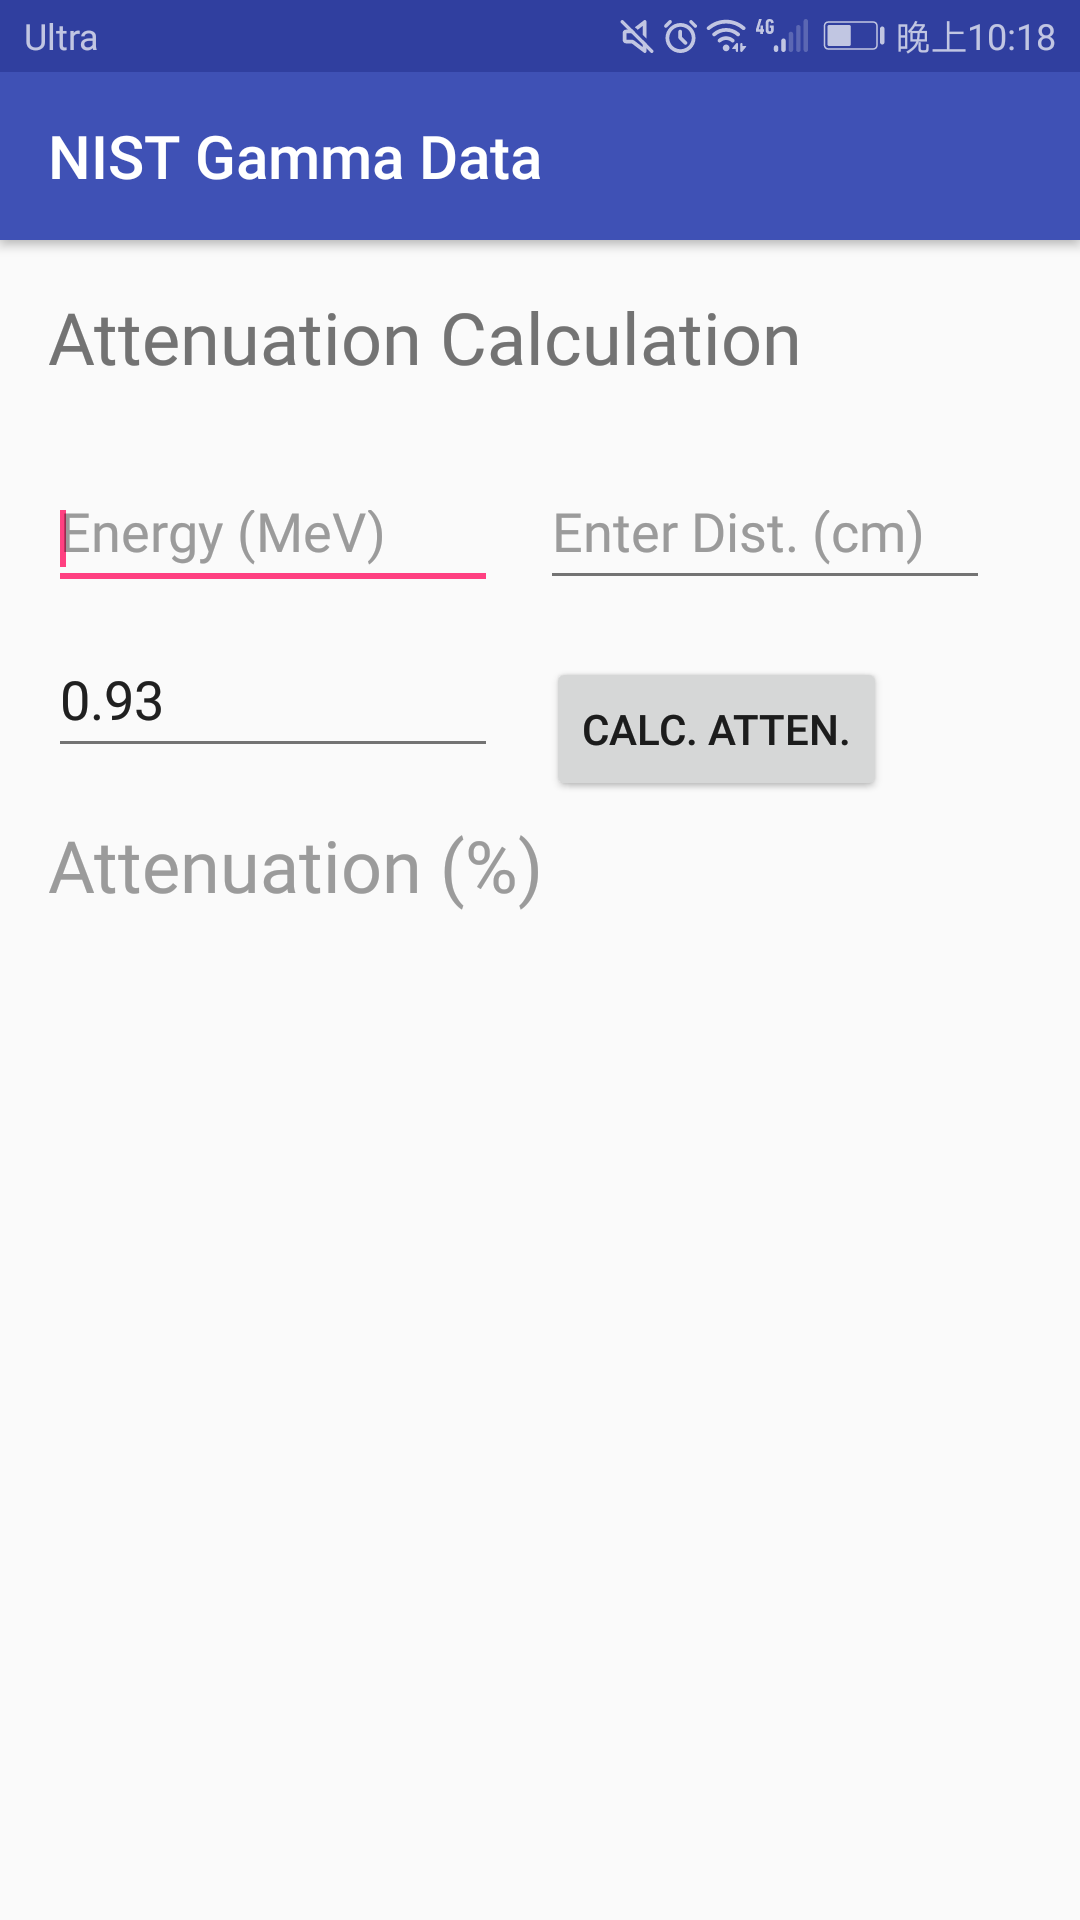 Ultra 4G 晚上10:18
NIST Gamma Data
Attenuation Calculation
Energy (MeV) Enter Dist. (cm)
0.93 CALC. ATTEN.
Attenuation (%)